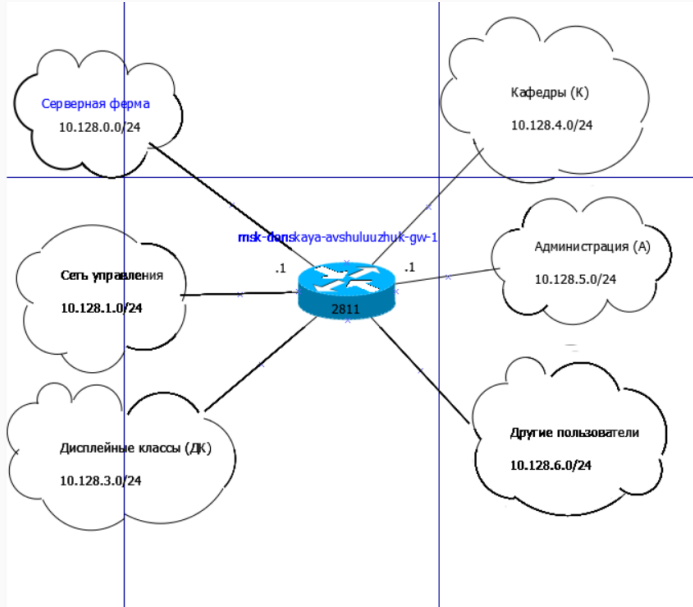 Серверная ферма
10.128.0.0/24
Кафедры (К)
10.128.4.0/24
msk-donskaya-avshuluuzhuk-gw-1
Администрация (А)
10.128.5.0/24
.1
.1
Сеть управления
10.128.1.0/24
2811
Дисплейные классы (ДК)
10.128.3.0/24
Другие пользователи
10.128.6.0/24